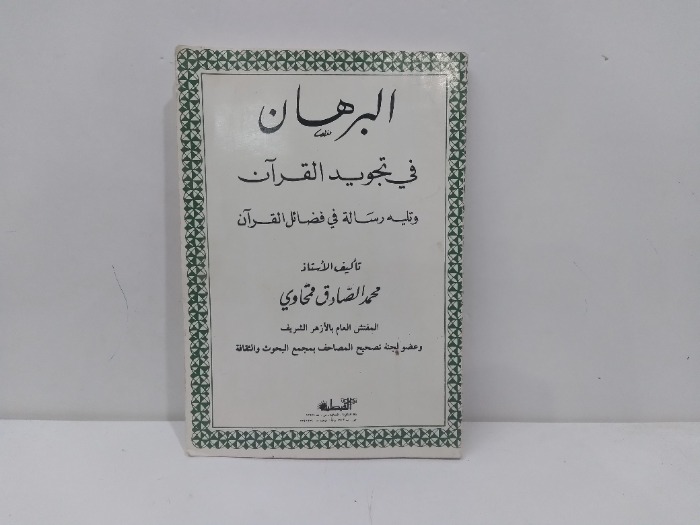 البرهان
في تجويد القرآن
وتليه رسالة في فضائل القرآن
تأليف الأستاذ
محمد الصادق قمحاوي
المفتش العام بالأزهر الشريف
وعضو لجنة تصحيح المصاحف بمجمع البحوث والثقافة